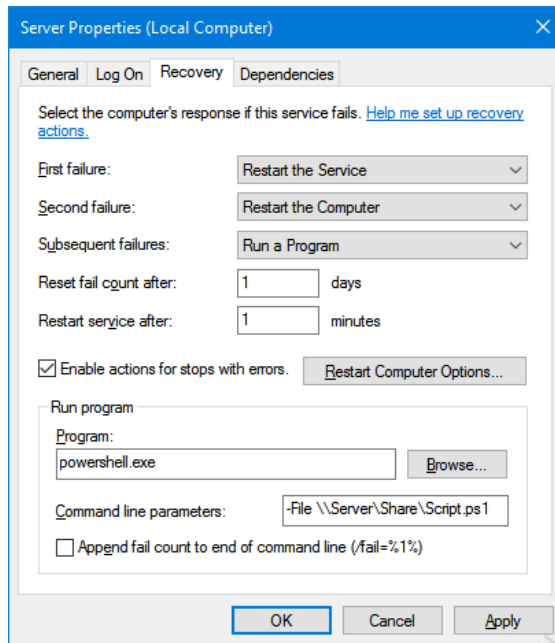 Server Properties (Local Computer)
General Log On Recovery Dependencies
Select the computer's response if this service fails. Help me set up recovery
actions.
First failure: Restart the Service
Second failure: Restart the Computer
Subsequent failures: Run a Program
Reset fail count after: 1 days
Restart service after: 1 minutes
Enable actions for stops with errors. Restart Computer Options...
Run program
Program:
powershell.exe Browse...
Command line parameters: -File \\Server\Share\Script.ps1
Append fail count to end of command line (/fail=%1%)
OK Cancel Apply